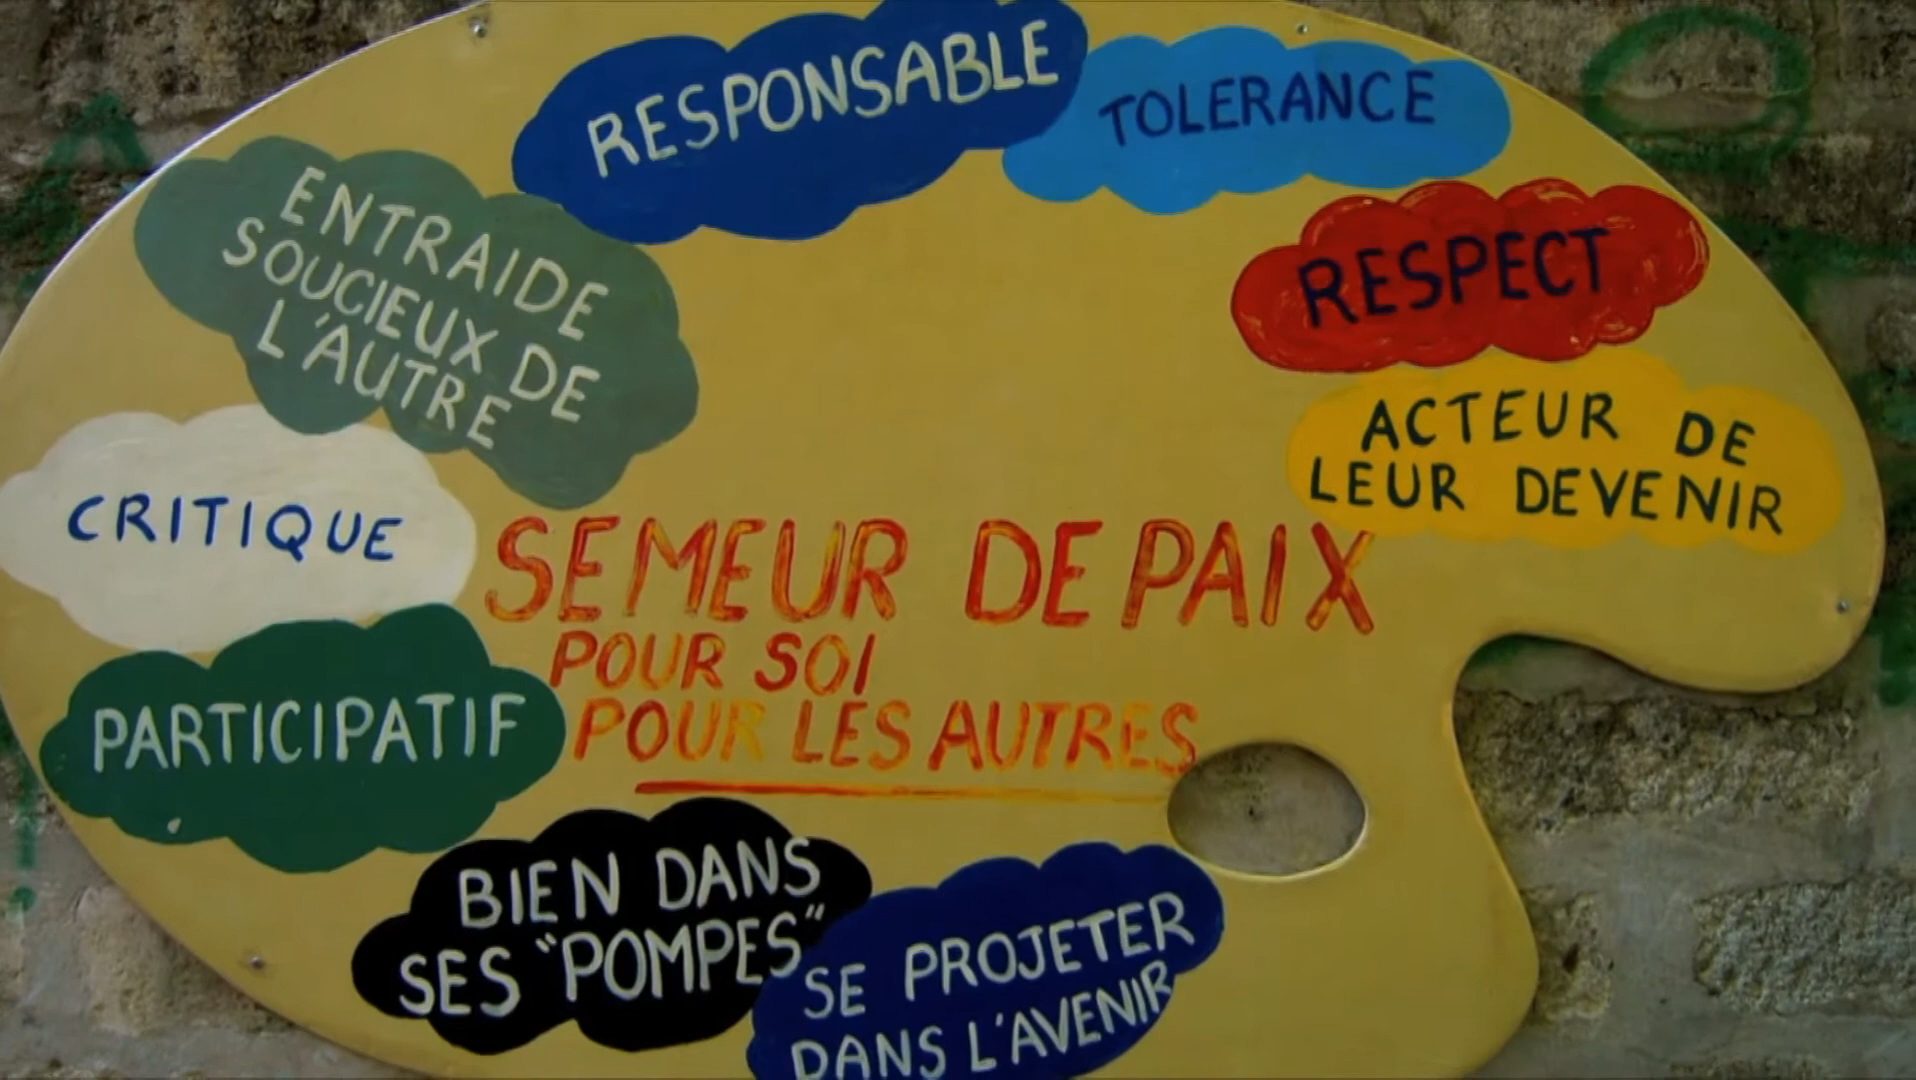 RESPONSABLE
TOLERANCE
ENTRAIDE
SOUCIEUX DE
L'AUTRE
RESPECT
ACTEUR DE
LEUR DEVENIR
CRITIQUE
SEMEUR DE PAIX
POUR SOI
POUR LES AUTRES
PARTICIPATIF
BIEN DANS
SES "POMPES"
SE PROJETER
DANS L'AVENIR